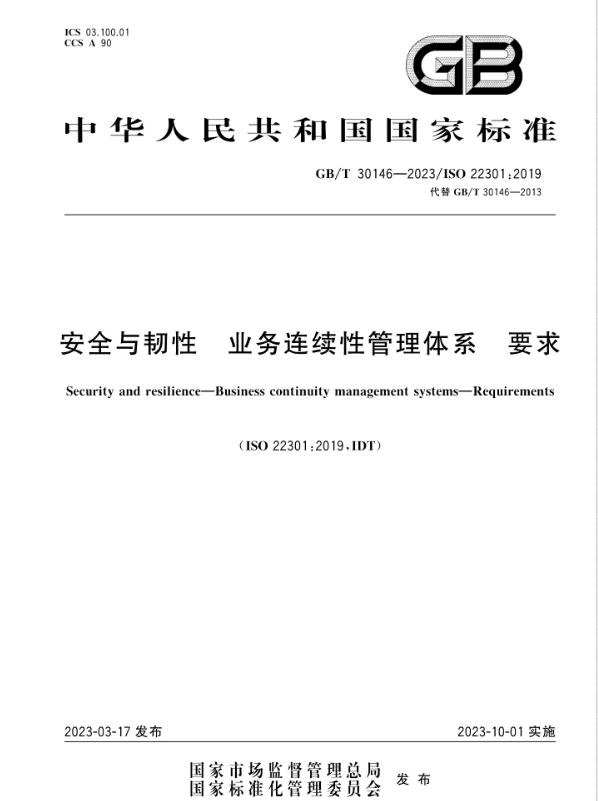 ICS 03.100.01
CCS A 90
GB
中华人民共和国国家标准
GB/T 30146—2023/ISO 22301:2019
代替 GB/T 30146—2013
安全与韧性 业务连续性管理体系 要求
Security and resilience—Business continuity management systems—Requirements
(ISO 22301:2019,IDT)
2023-03-17 发布
2023-10-01 实施
国家市场监督管理总局
国家标准化管理委员会
发布